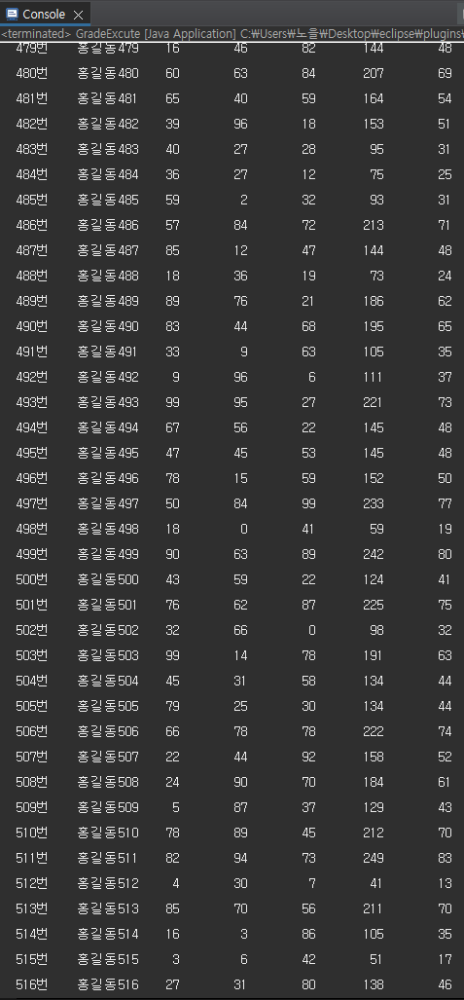 Console
<terminated> GradeExcute [Java Application] C:\Users\노을\Desktop\eclipse\plugins\
479번 홍길동479 16 46 82 144 48
480번 홍길동480 60 63 84 207 69
481번 홍길동481 65 40 59 164 54
482번 홍길동482 39 96 18 153 51
483번 홍길동483 40 27 28 95 31
484번 홍길동484 36 27 12 75 25
485번 홍길동485 59 2 32 93 31
486번 홍길동486 57 84 72 213 71
487번 홍길동487 85 12 47 144 48
488번 홍길동488 18 36 19 73 24
489번 홍길동489 89 76 21 186 62
490번 홍길동490 83 44 68 195 65
491번 홍길동491 33 9 63 105 35
492번 홍길동492 9 96 6 111 37
493번 홍길동493 99 95 27 221 73
494번 홍길동494 67 56 22 145 48
495번 홍길동495 47 45 53 145 48
496번 홍길동496 78 15 59 152 50
497번 홍길동497 50 84 99 233 77
498번 홍길동498 18 0 41 59 19
499번 홍길동499 90 63 89 242 80
500번 홍길동500 43 59 22 124 41
501번 홍길동501 76 62 87 225 75
502번 홍길동502 32 66 0 98 32
503번 홍길동503 99 14 78 191 63
504번 홍길동504 45 31 58 134 44
505번 홍길동505 79 25 30 134 44
506번 홍길동506 66 78 78 222 74
507번 홍길동507 22 44 92 158 52
508번 홍길동508 24 90 70 184 61
509번 홍길동509 5 87 37 129 43
510번 홍길동510 78 89 45 212 70
511번 홍길동511 82 94 73 249 83
512번 홍길동512 4 30 7 41 13
513번 홍길동513 85 70 56 211 70
514번 홍길동514 16 3 86 105 35
515번 홍길동515 3 6 42 51 17
516번 홍길동516 27 31 80 138 46